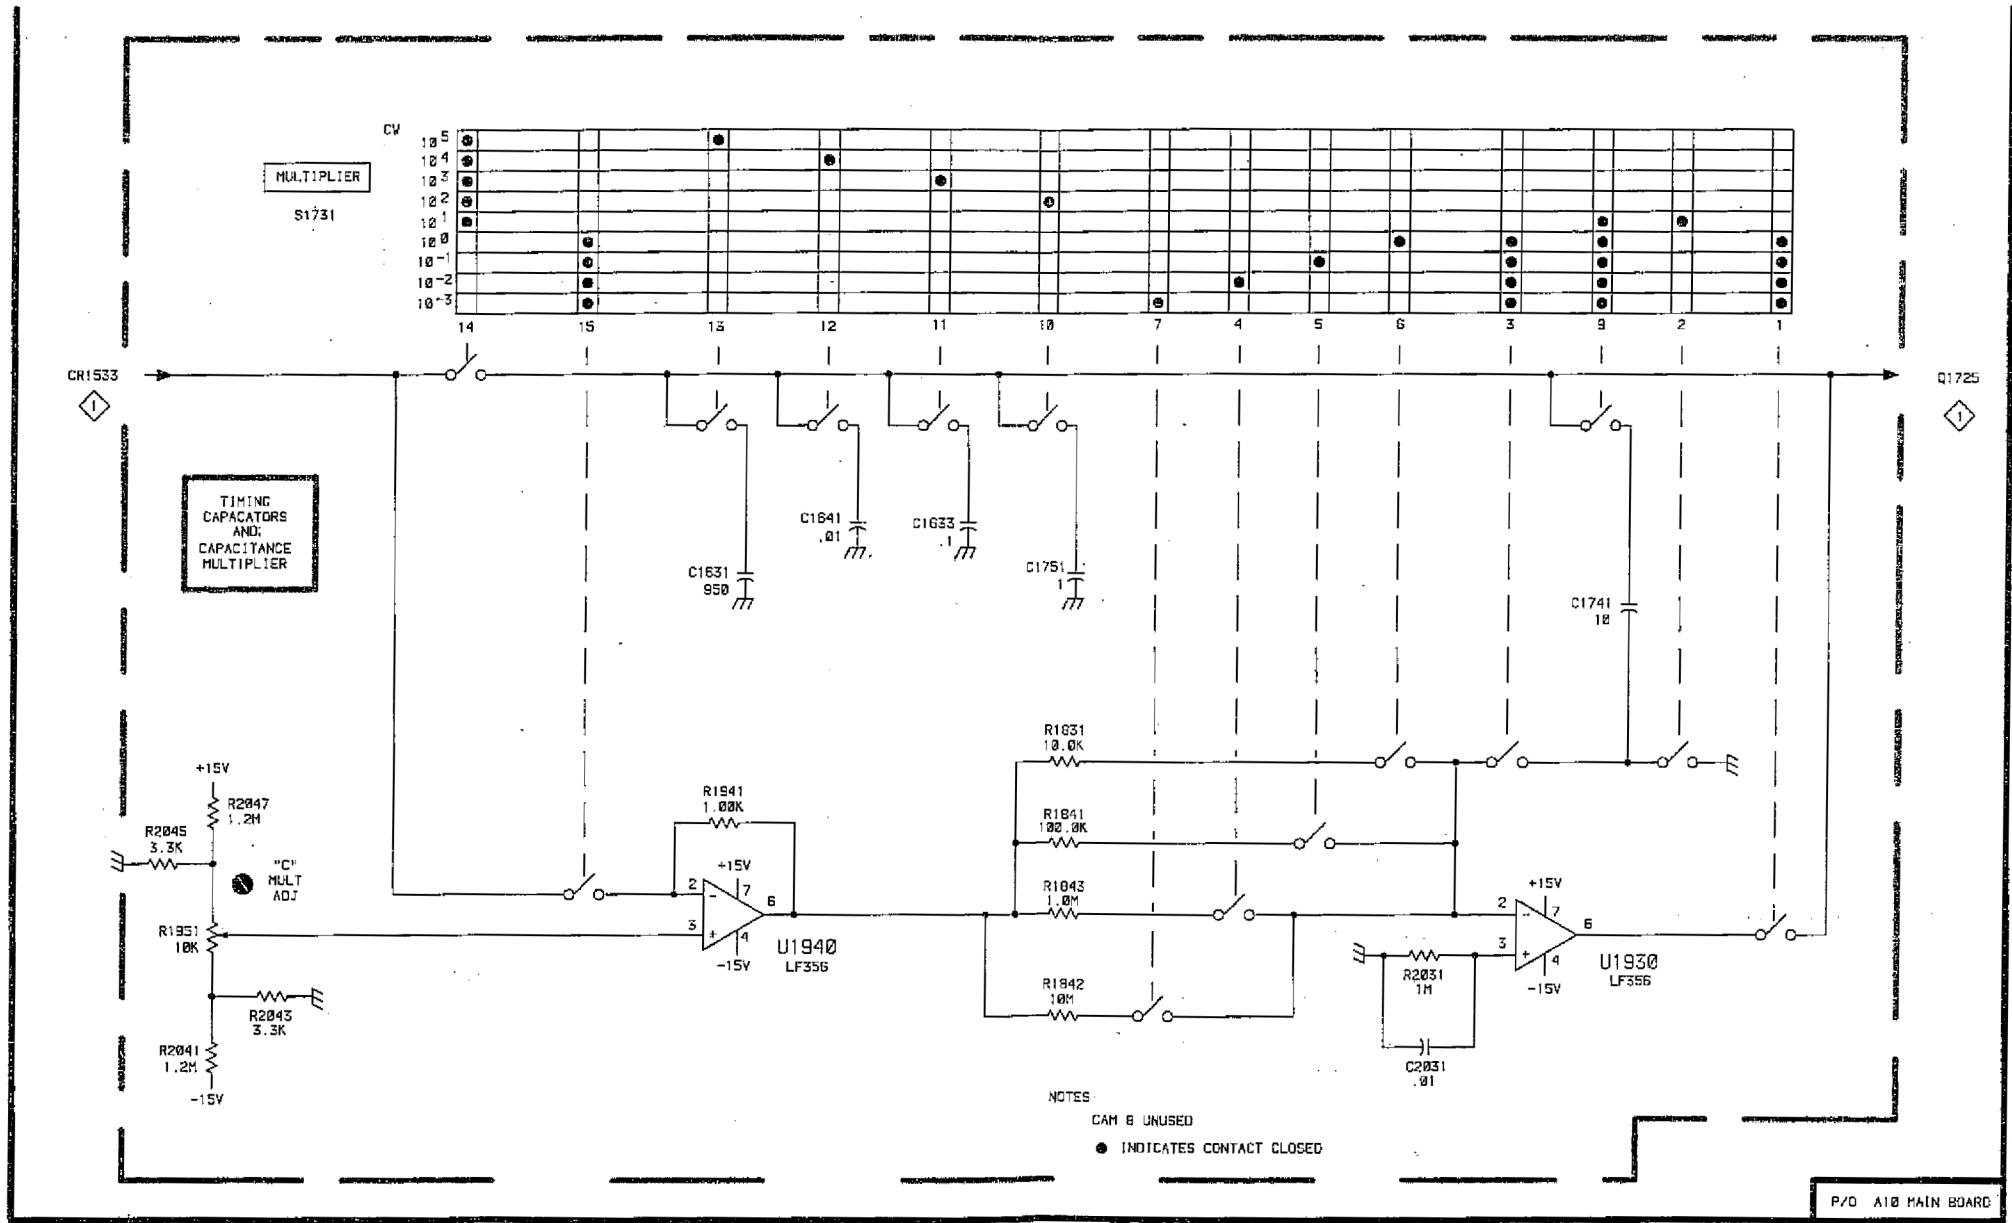 CW
10 5
10 4
10 3
10 2
10 1
10 0
10 -1
10 -2
10 -3
MULTIPLIER
S1731
14 15 13 12 11 10 7 4 5 6 3 9 2 1
CR1533
1
Q1725
1
TIMING
CAPACATORS
AND
CAPACITANCE
MULTIPLIER
C1631
950
C1641
.01
C1633
.1
C1751
1
C1741
10
+15V
R2047
1.2M
R2045
3.3K
"C"
MULT
ADJ
R1951
10K
R2043
3.3K
R2041
1.2M
-15V
R1941
1.00K
+15V
2
-
7
6
3
+
4
-15V
U1940
LF356
R1831
10.0K
R1841
100.0K
R1843
1.0M
R1842
10M
+15V
2
-
7
6
3
+
4
-15V
U1930
LF356
R2031
1M
C2031
.01
NOTES
CAM 8 UNUSED
● INDICATES CONTACT CLOSED
P/O A10 MAIN BOARD